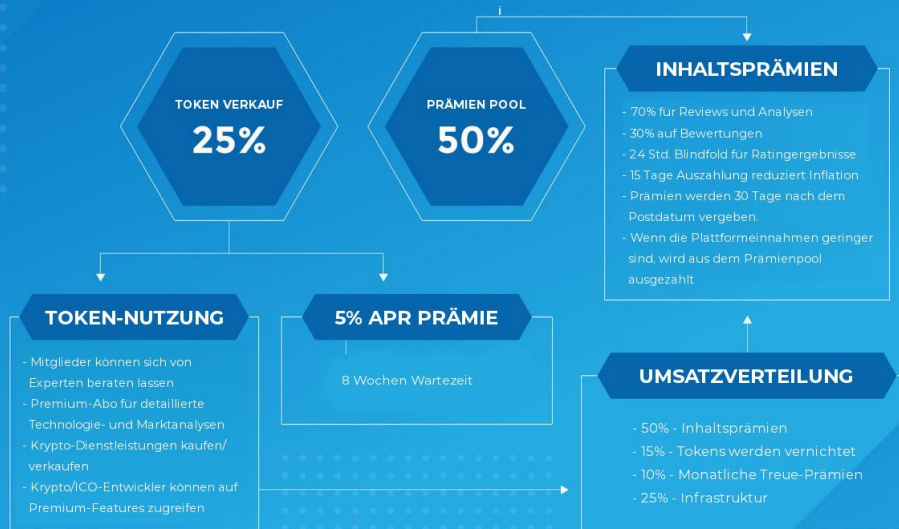 i
TOKEN VERKAUF
25%
PRÄMIEN POOL
50%
INHALTSPRÄMIEN
- 70% für Reviews und Analysen
- 30% auf Bewertungen
- 24 Std. Blindfold für Ratingergebnisse
- 15 Tage Auszahlung reduziert Inflation
- Prämien werden 30 Tage nach dem
Postdatum vergeben.
- Wenn die Plattformeinnahmen geringer
sind, wird aus dem Prämienpool
ausgezahlt
TOKEN-NUTZUNG
- Mitglieder können sich von
Experten beraten lassen
- Premium-Abo für detaillierte
Technologie- und Marktanalysen
- Krypto-Dienstleistungen kaufen/
verkaufen
- Krypto/ICO-Entwickler können auf
Premium-Features zugreifen
5% APR PRÄMIE
8 Wochen Wartezeit
UMSATZVERTEILUNG
- 50% - Inhaltsprämien
- 15% - Tokens werden vernichtet
- 10% - Monatliche Treue-Prämien
- 25% - Infrastruktur